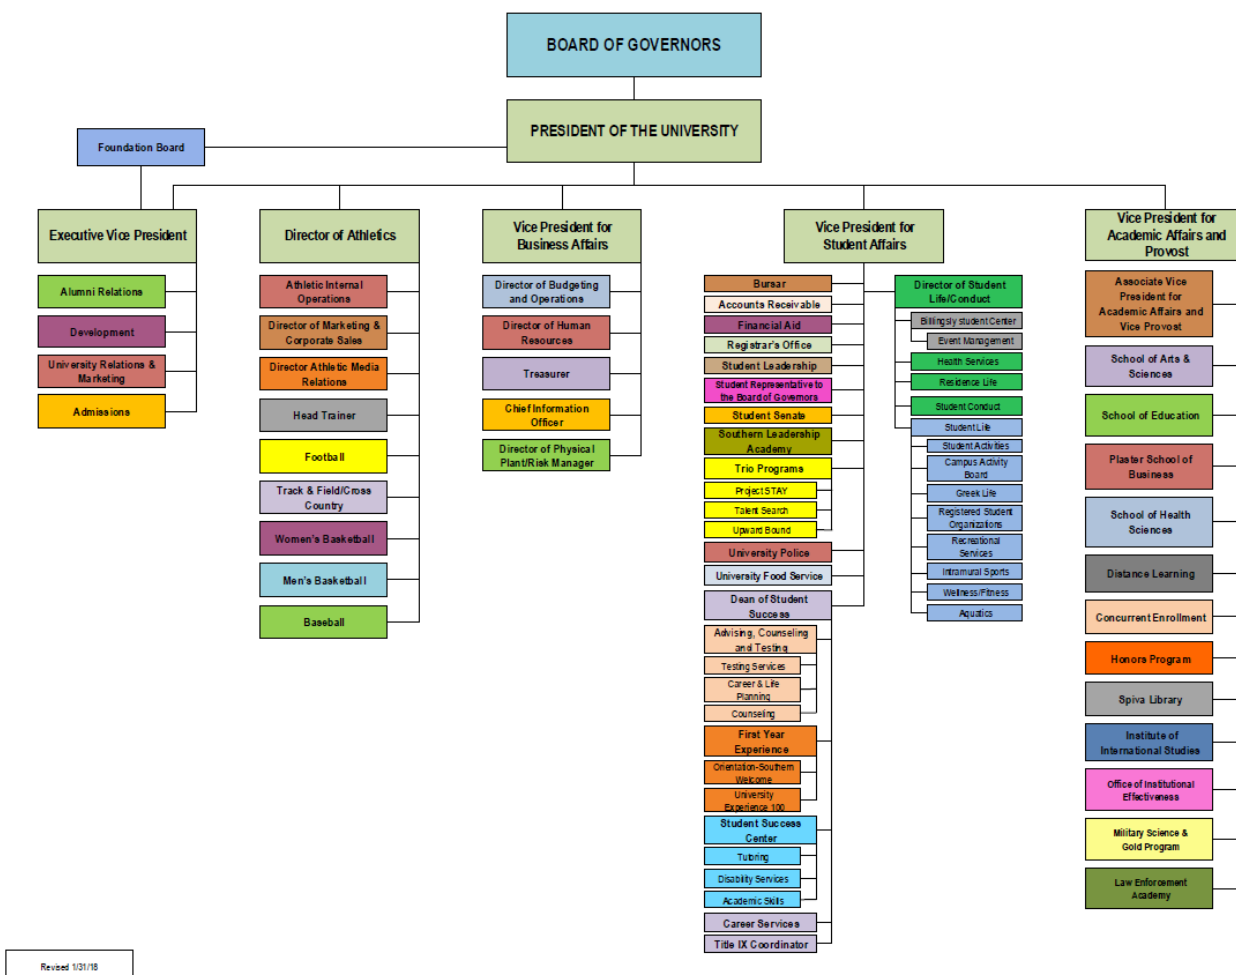 BOARD OF GOVERNORS
PRESIDENT OF THE UNIVERSITY
Foundation Board
Executive Vice President
Alumni Relations
Development
University Relations &
Marketing
Admissions
Director of Athletics
Athletic Internal
Operations
Director of Marketing &
Corporate Sales
Director Athletic Media
Relations
Head Trainer
Football
Track & Field/Cross
Country
Women's Basketball
Men's Basketball
Baseball
Vice President for
Business Affairs
Director of Budgeting
and Operations
Director of Human
Resources
Treasurer
Chief Information
Officer
Director of Physical
Plant/Risk Manager
Vice President for
Student Affairs
Bursar
Accounts Receivable
Financial Aid
Registrar's Office
Student Leadership
Student Representative to
the Board of Governors
Student Senate
Southern Leadership
Academy
Trio Programs
Project STAY
Talent Search
Upward Bound
University Police
University Food Service
Dean of Student
Success
Advising, Counseling
and Testing
Testing Services
Career & Life
Planning
Counseling
First Year
Experience
Orientation-Southern
Welcome
University
Experience 100
Student Success
Center
Tutoring
Disability Services
Academic Skills
Career Services
Title IX Coordinator
Director of Student
Life/Conduct
Billingsly student Center
Event Management
Health Services
Residence Life
Student Conduct
Student Life
Student Activities
Campus Activity
Board
Greek Life
Registered Student
Organizations
Recreational
Services
Intramural Sports
Wellness/Fitness
Aquatics
Vice President for
Academic Affairs and
Provost
Associate Vice
President for
Academic Affairs and
Vice Provost
School of Arts &
Sciences
School of Education
Plaster School of
Business
School of Health
Sciences
Distance Learning
Concurrent Enrollment
Honors Program
Spiva Library
Institute of
International Studies
Office of Institutional
Effectiveness
Military Science &
Gold Program
Law Enforcement
Academy
Revised 1/31/18